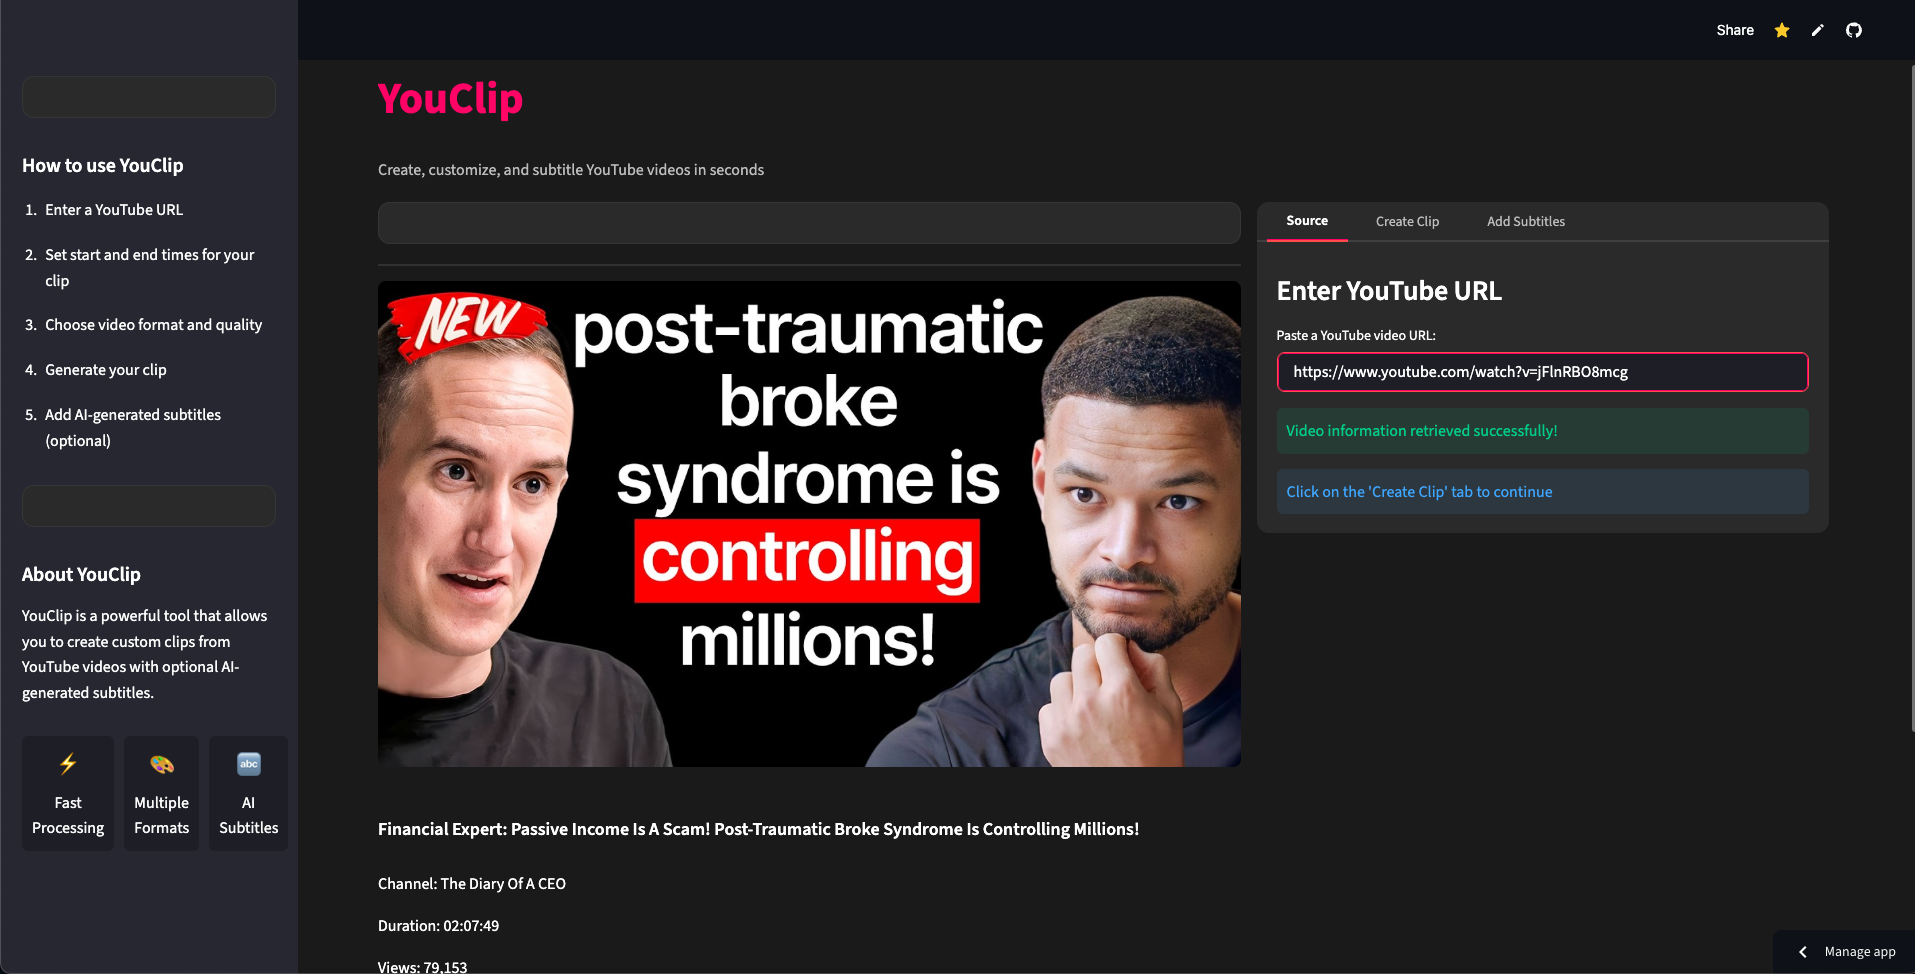 Share
How to use YouClip
1. Enter a YouTube URL
2. Set start and end times for your
clip
3. Choose video format and quality
4. Generate your clip
5. Add AI-generated subtitles
(optional)
About YouClip
YouClip is a powerful tool that allows
you to create custom clips from
YouTube videos with optional AI-
generated subtitles.
Fast
Processing
Multiple
Formats
abc
AI
Subtitles
YouClip
Create, customize, and subtitle YouTube videos in seconds
NEW
post-traumatic
broke
syndrome is
controlling
millions!
Financial Expert: Passive Income Is A Scam! Post-Traumatic Broke Syndrome Is Controlling Millions!
Channel: The Diary Of A CEO
Duration: 02:07:49
Views: 79,153
Source Create Clip Add Subtitles
Enter YouTube URL
Paste a YouTube video URL:
https://www.youtube.com/watch?v=jFlnRBO8mcg
Video information retrieved successfully!
Click on the 'Create Clip' tab to continue
Manage app